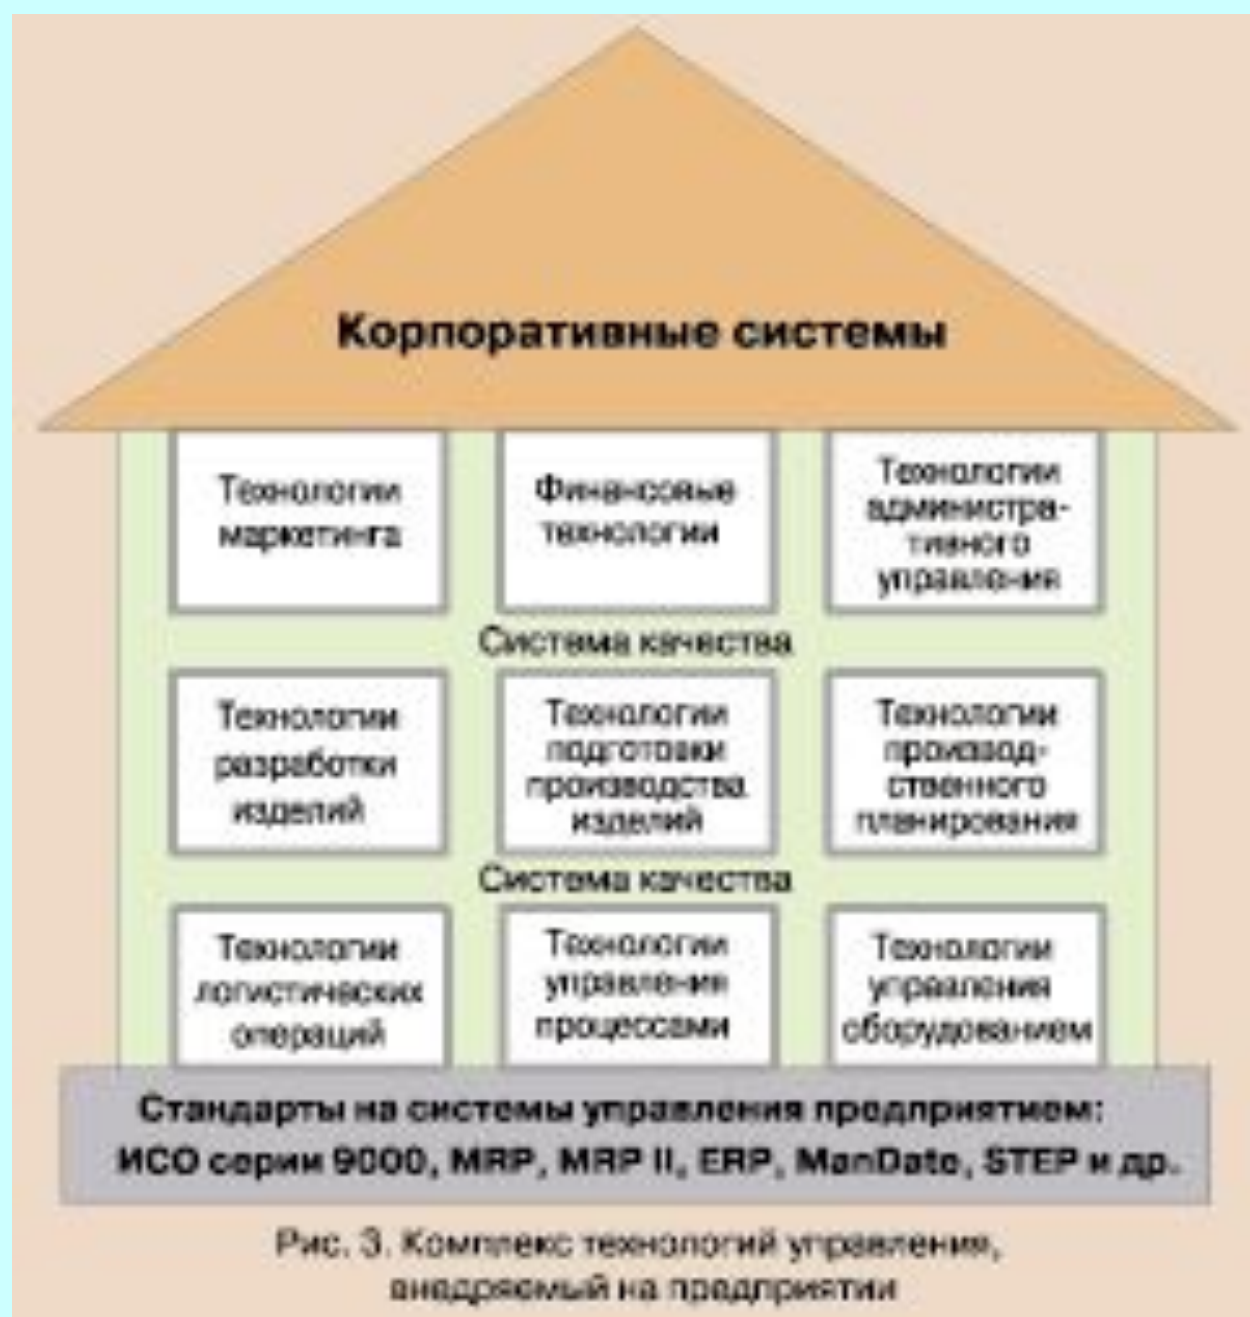 Корпоративные системы
Технологии
маркетинга
Финансовые
технологии
Технологии
администра-
тивного
управления
Система качества
Технологии
разработки
изделий
Технологии
подготовки
производства
изделий
Технологии
производ-
ственного
планирования
Система качества
Технологии
логистических
операций
Технологии
управления
процессами
Технологии
управления
оборудованием
Стандарты на системы управления предприятием:
ИСО серии 9000, MRP, MRP II, ERP, ManDate, STEP и др.
Рис. 3. Комплекс технологий управления,
внедряемый на предприятии